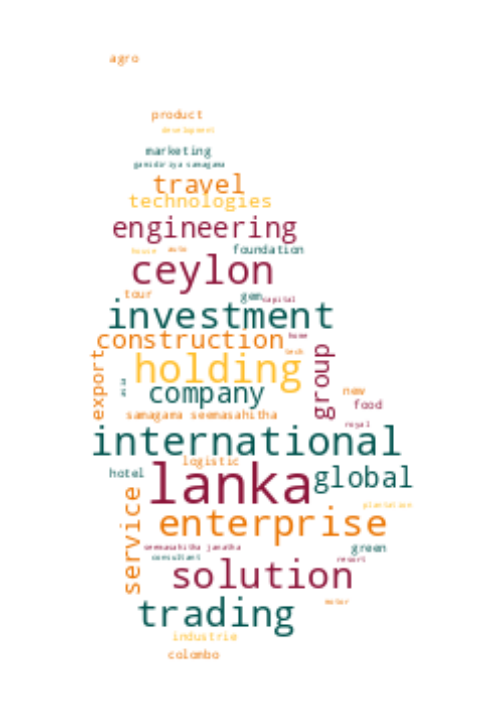 agro
product
development
marketing
gamidiriya samagama
travel
technologies
engineering
house auto foundation
ceylon
tour gem capital
investment
construction home
tech
holding
export
asia
company
group
new
food
samagama seemasahitha
royal
international
logistic
hotel
lanka
global
plantation
service
enterprise
seemasahitha janatha
green
consultant
resort
solution
motor
trading
industrie
colombo